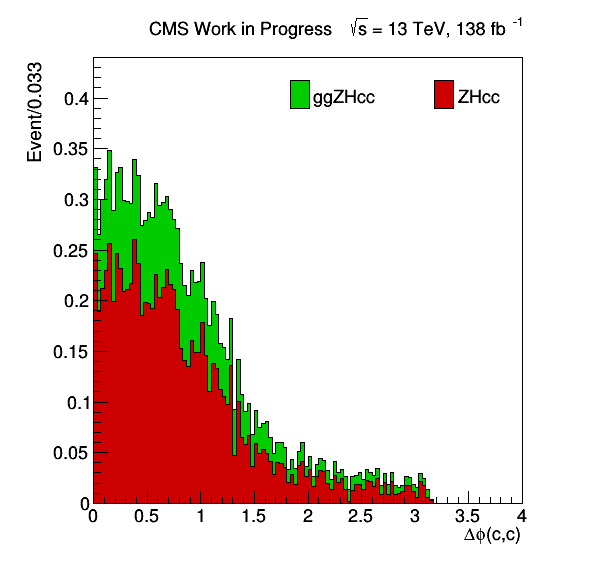 CMS Work in Progress √s = 13 TeV, 138 fb⁻¹
Event/0.033
ggZHcc ZHcc
0.4
0.35
0.3
0.25
0.2
0.15
0.1
0.05
0
0 0.5 1 1.5 2 2.5 3 3.5 4
Δϕ(c,c)